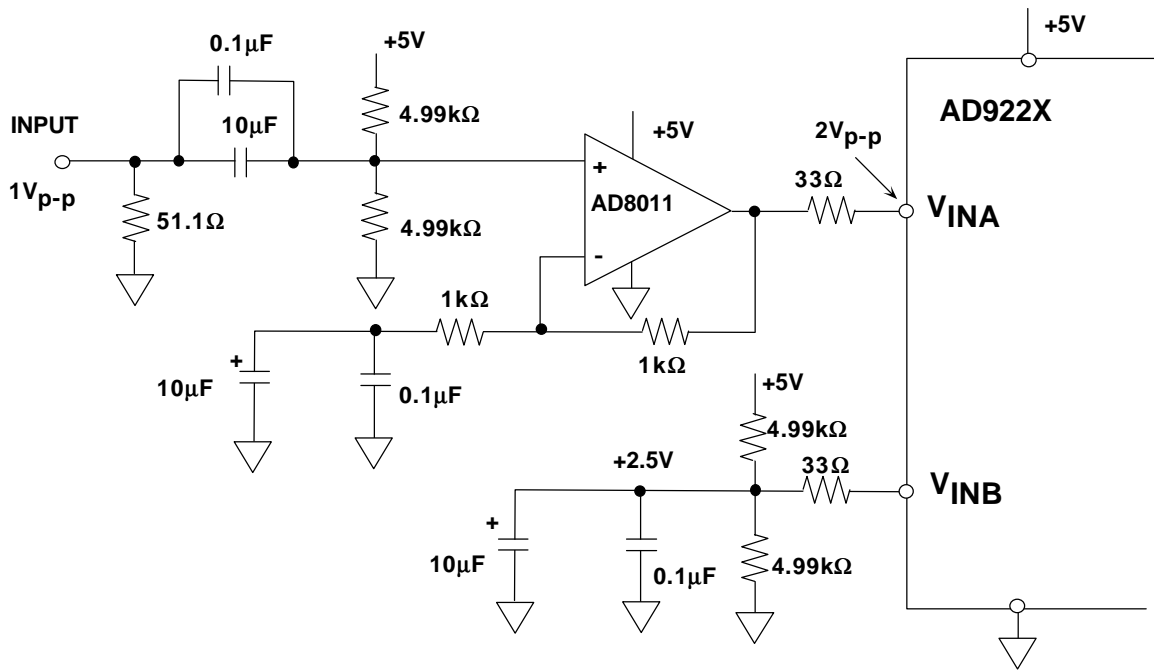 +5V
0.1μF
+5V
4.99kΩ
AD922X
INPUT
10μF
+5V
2Vp-p
1Vp-p
+
33Ω
51.1Ω
4.99kΩ
AD8011
VINA
-
1kΩ
+
10μF
0.1μF
1kΩ
+5V
4.99kΩ
+2.5V
33Ω
VINB
+
10μF
0.1μF
4.99kΩ